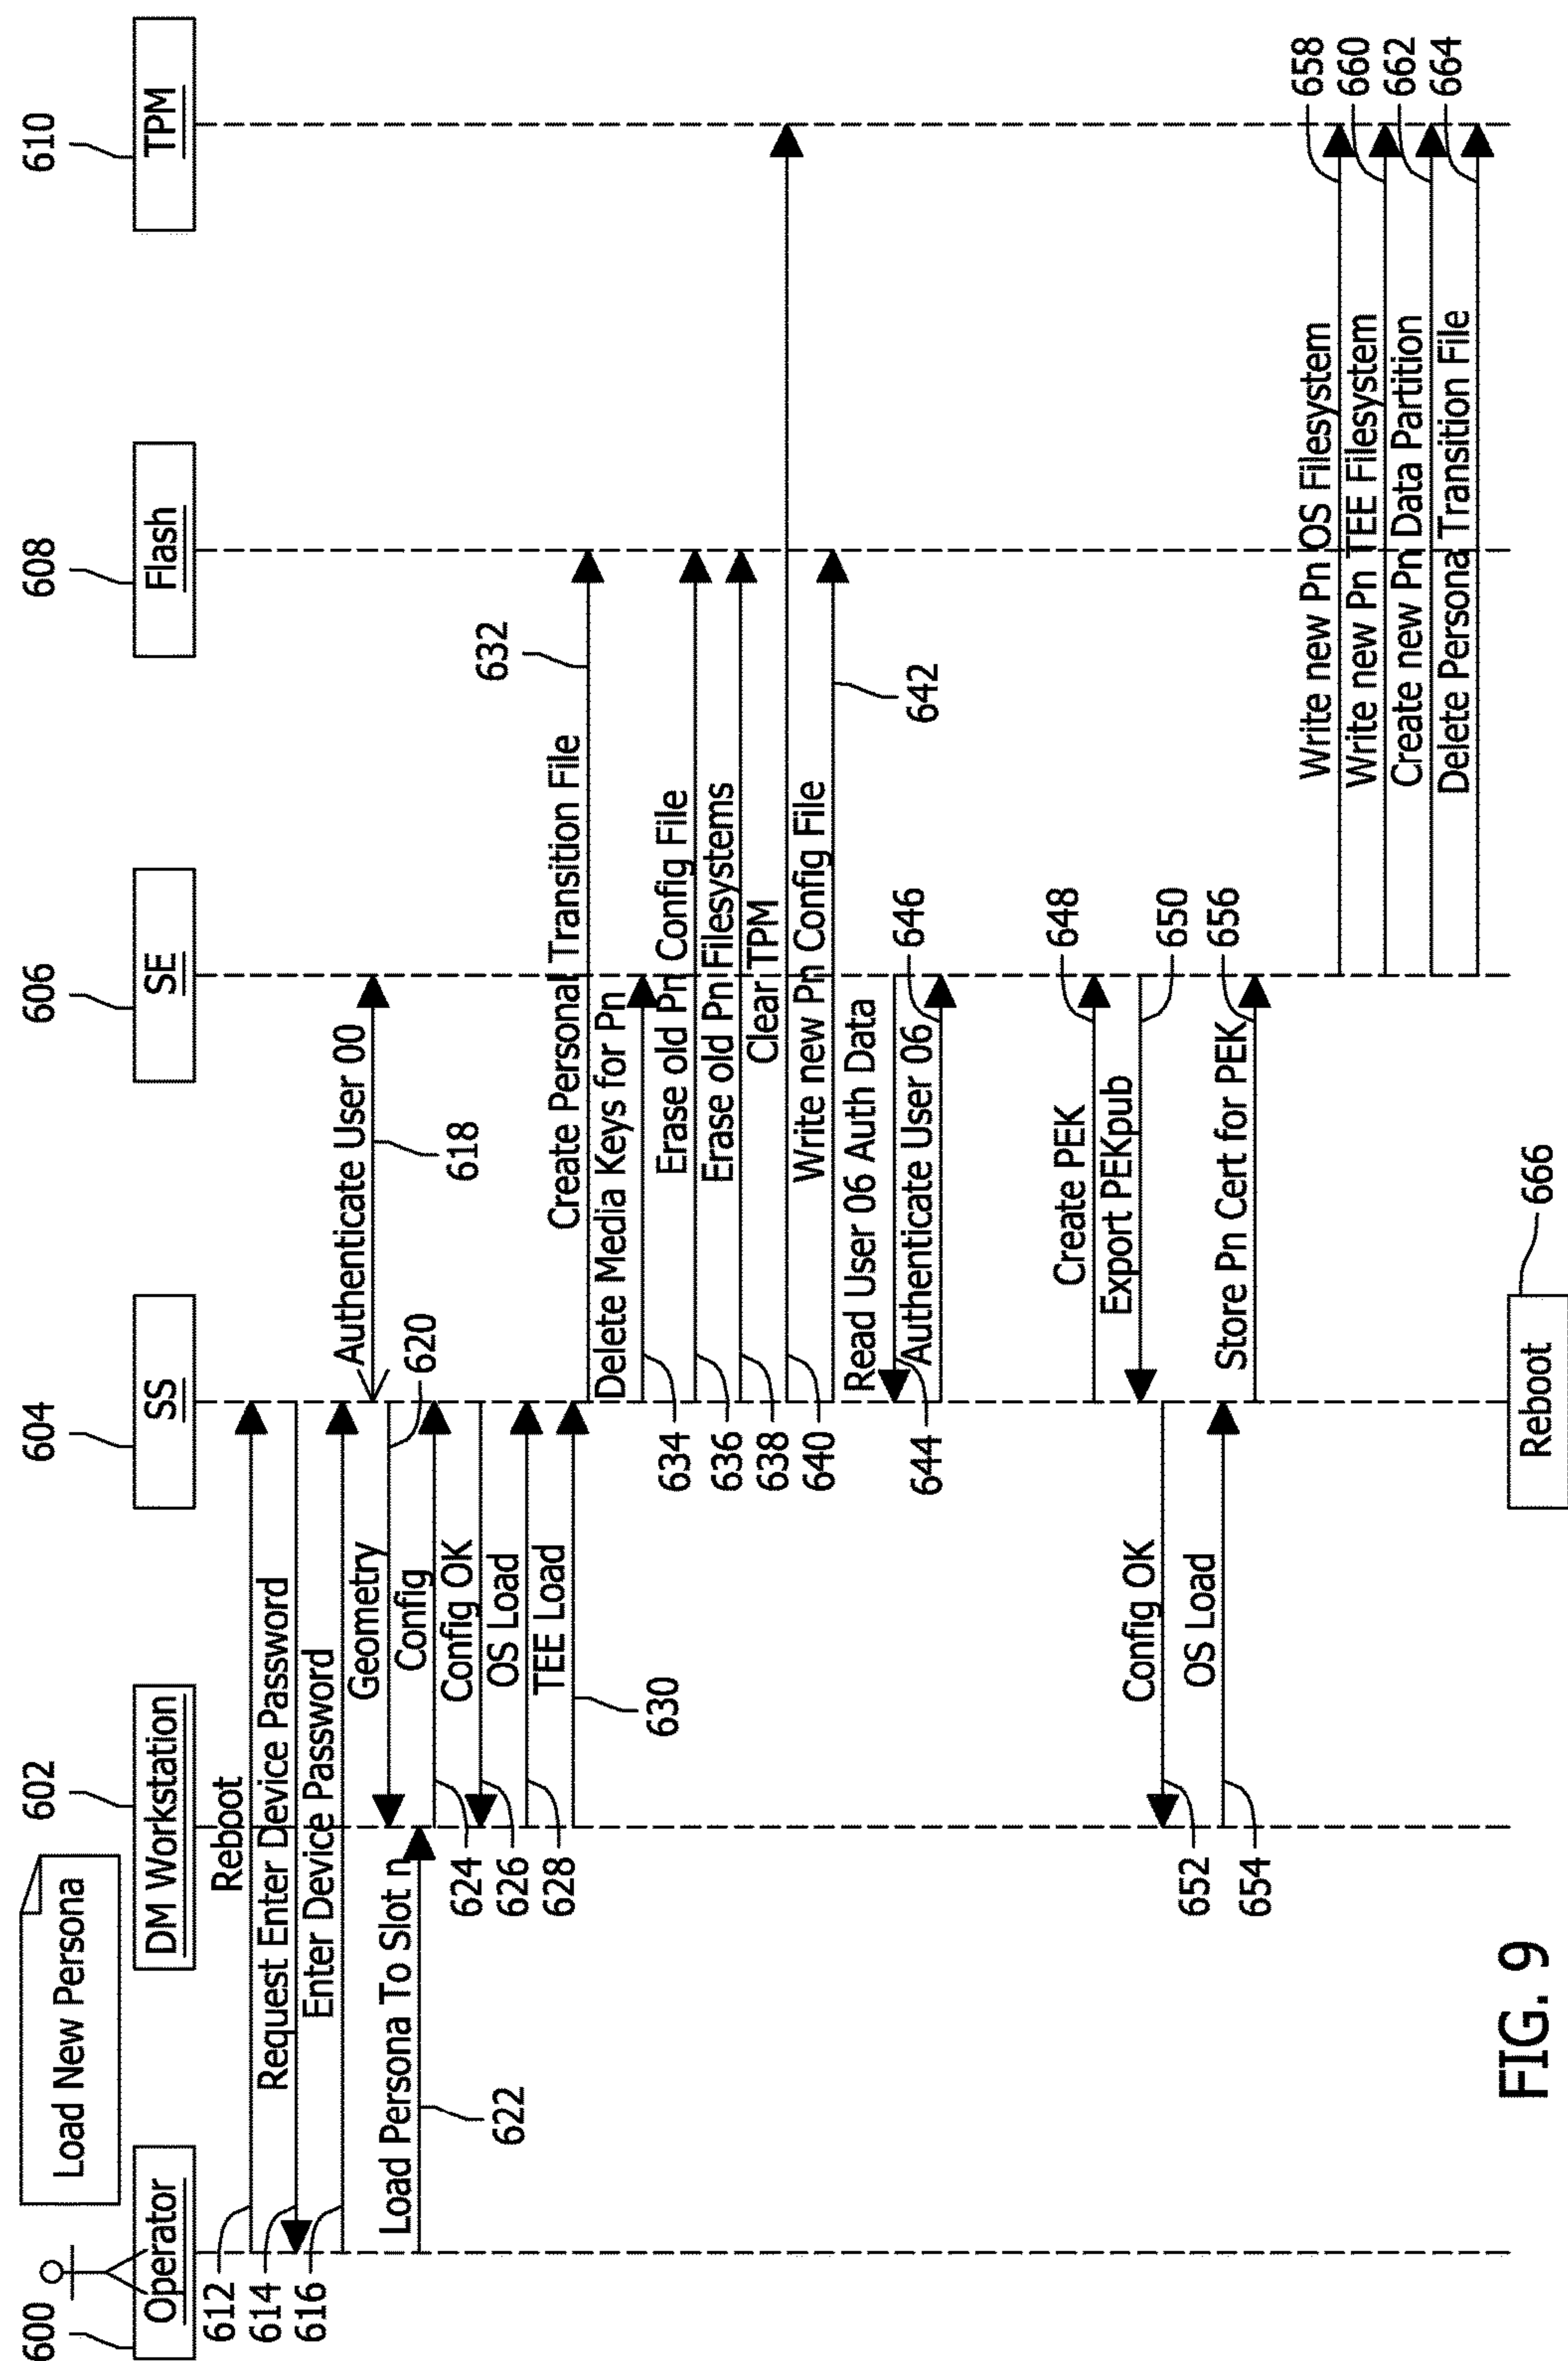 Load New Persona
600
602
604
606
608
610
Operator
DM Workstation
SS
SE
Flash
TPM
612
Reboot
614
Request Enter Device Password
616
Enter Device Password
Authenticate User 00
618
Geometry
620
Load Persona To Slot n
622
Config
624
Config OK
626
OS Load
628
TEE Load
630
Create Personal Transition File
632
Delete Media Keys for Pn
634
Erase old Pn Config File
636
Erase old Pn Filesystems
638
Clear TPM
640
Write new Pn Config File
642
Read User 06 Auth Data
644
Authenticate User 06
646
Create PEK
648
Export PEKpub
650
Config OK
652
OS Load
654
Store Pn Cert for PEK
656
Write new Pn OS Filesystem
658
Write new Pn TEE Filesystem
660
Create new Pn Data Partition
662
Delete Persona Transition File
664
Reboot
666
FIG. 9